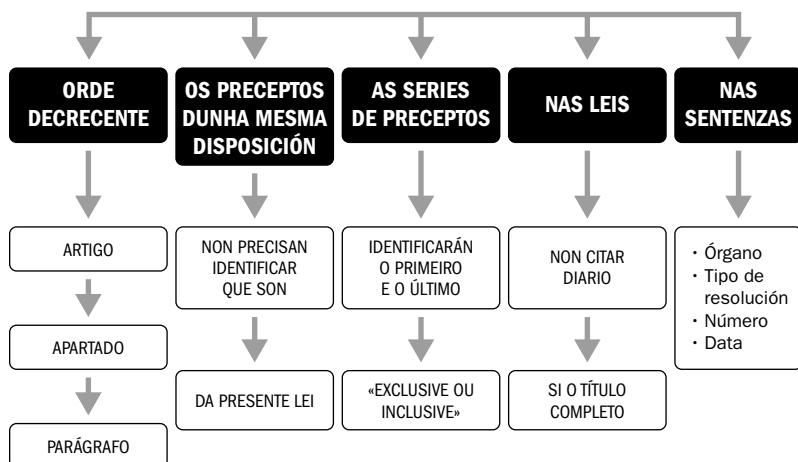 ORDE
DECRECENTE
OS PRECEPTOS
DUNHA MESMA
DISPOSICIÓN
AS SERIES
DE PRECEPTOS
NAS LEIS
NAS
SENTENZAS
ARTIGO
APARTADO
PARÁGRAFO
NON PRECISAN
IDENTIFICAR
QUE SON
DA PRESENTE LEI
IDENTIFICARÁN
O PRIMEIRO
E O ÚLTIMO
«EXCLUSIVE OU
INCLUSIVE»
NON CITAR
DIARIO
SI O TÍTULO
COMPLETO
· Órgano
· Tipo de
resolución
· Número
· Data